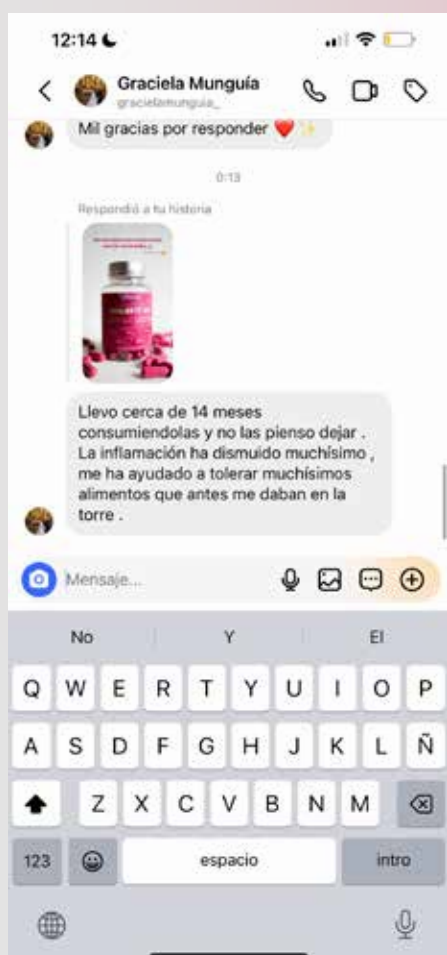 12:14
Graciela Munguía
gracielamunguia_
Mil gracias por responder ❤️✨
0:13
Respondió a tu historia
Llevo cerca de 14 meses
consumiendolas y no las pienso dejar .
La inflamación ha dismuido muchísimo ,
me ha ayudado a tolerar muchísimos
alimentos que antes me daban en la
torre .
Mensaje...
No Y El
Q W E R T Y U I O P
A S D F G H J K L Ñ
Z X C V B N M
123 espacio intro